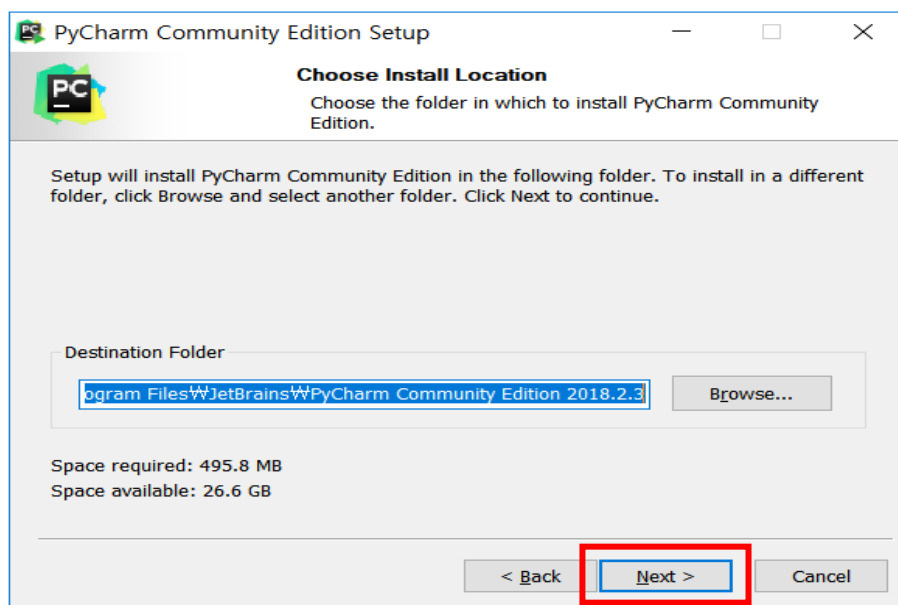 PyCharm Community Edition Setup
PC
Choose Install Location
Choose the folder in which to install PyCharm Community
Edition.
Setup will install PyCharm Community Edition in the following folder. To install in a different
folder, click Browse and select another folder. Click Next to continue.
Destination Folder
ogram Files₩JetBrains₩PyCharm Community Edition 2018.2.3
Browse...
Space required: 495.8 MB
Space available: 26.6 GB
< Back
Next >
Cancel